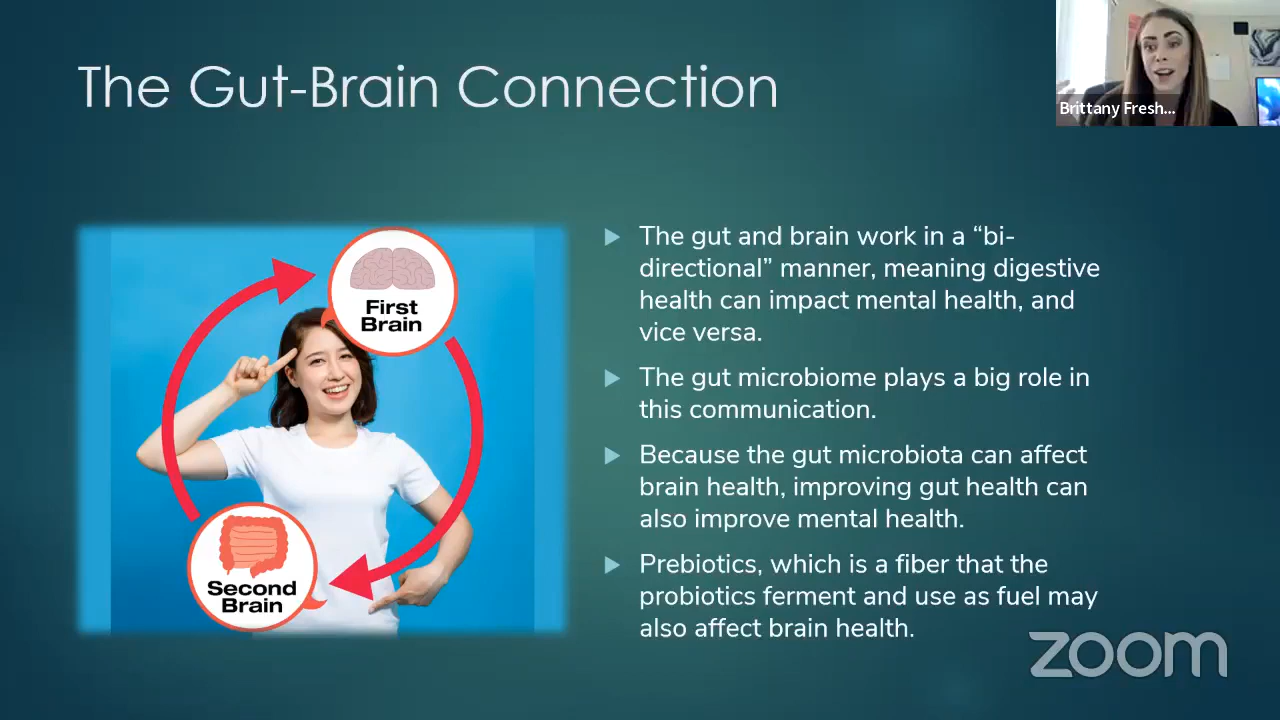 The Gut-Brain Connection
Brittany Fresh...
First
Brain
Second
Brain
The gut and brain work in a “bi-
directional” manner, meaning digestive
health can impact mental health, and
vice versa.
The gut microbiome plays a big role in
this communication.
Because the gut microbiota can affect
brain health, improving gut health can
also improve mental health.
Prebiotics, which is a fiber that the
probiotics ferment and use as fuel may
also affect brain health.
zoom